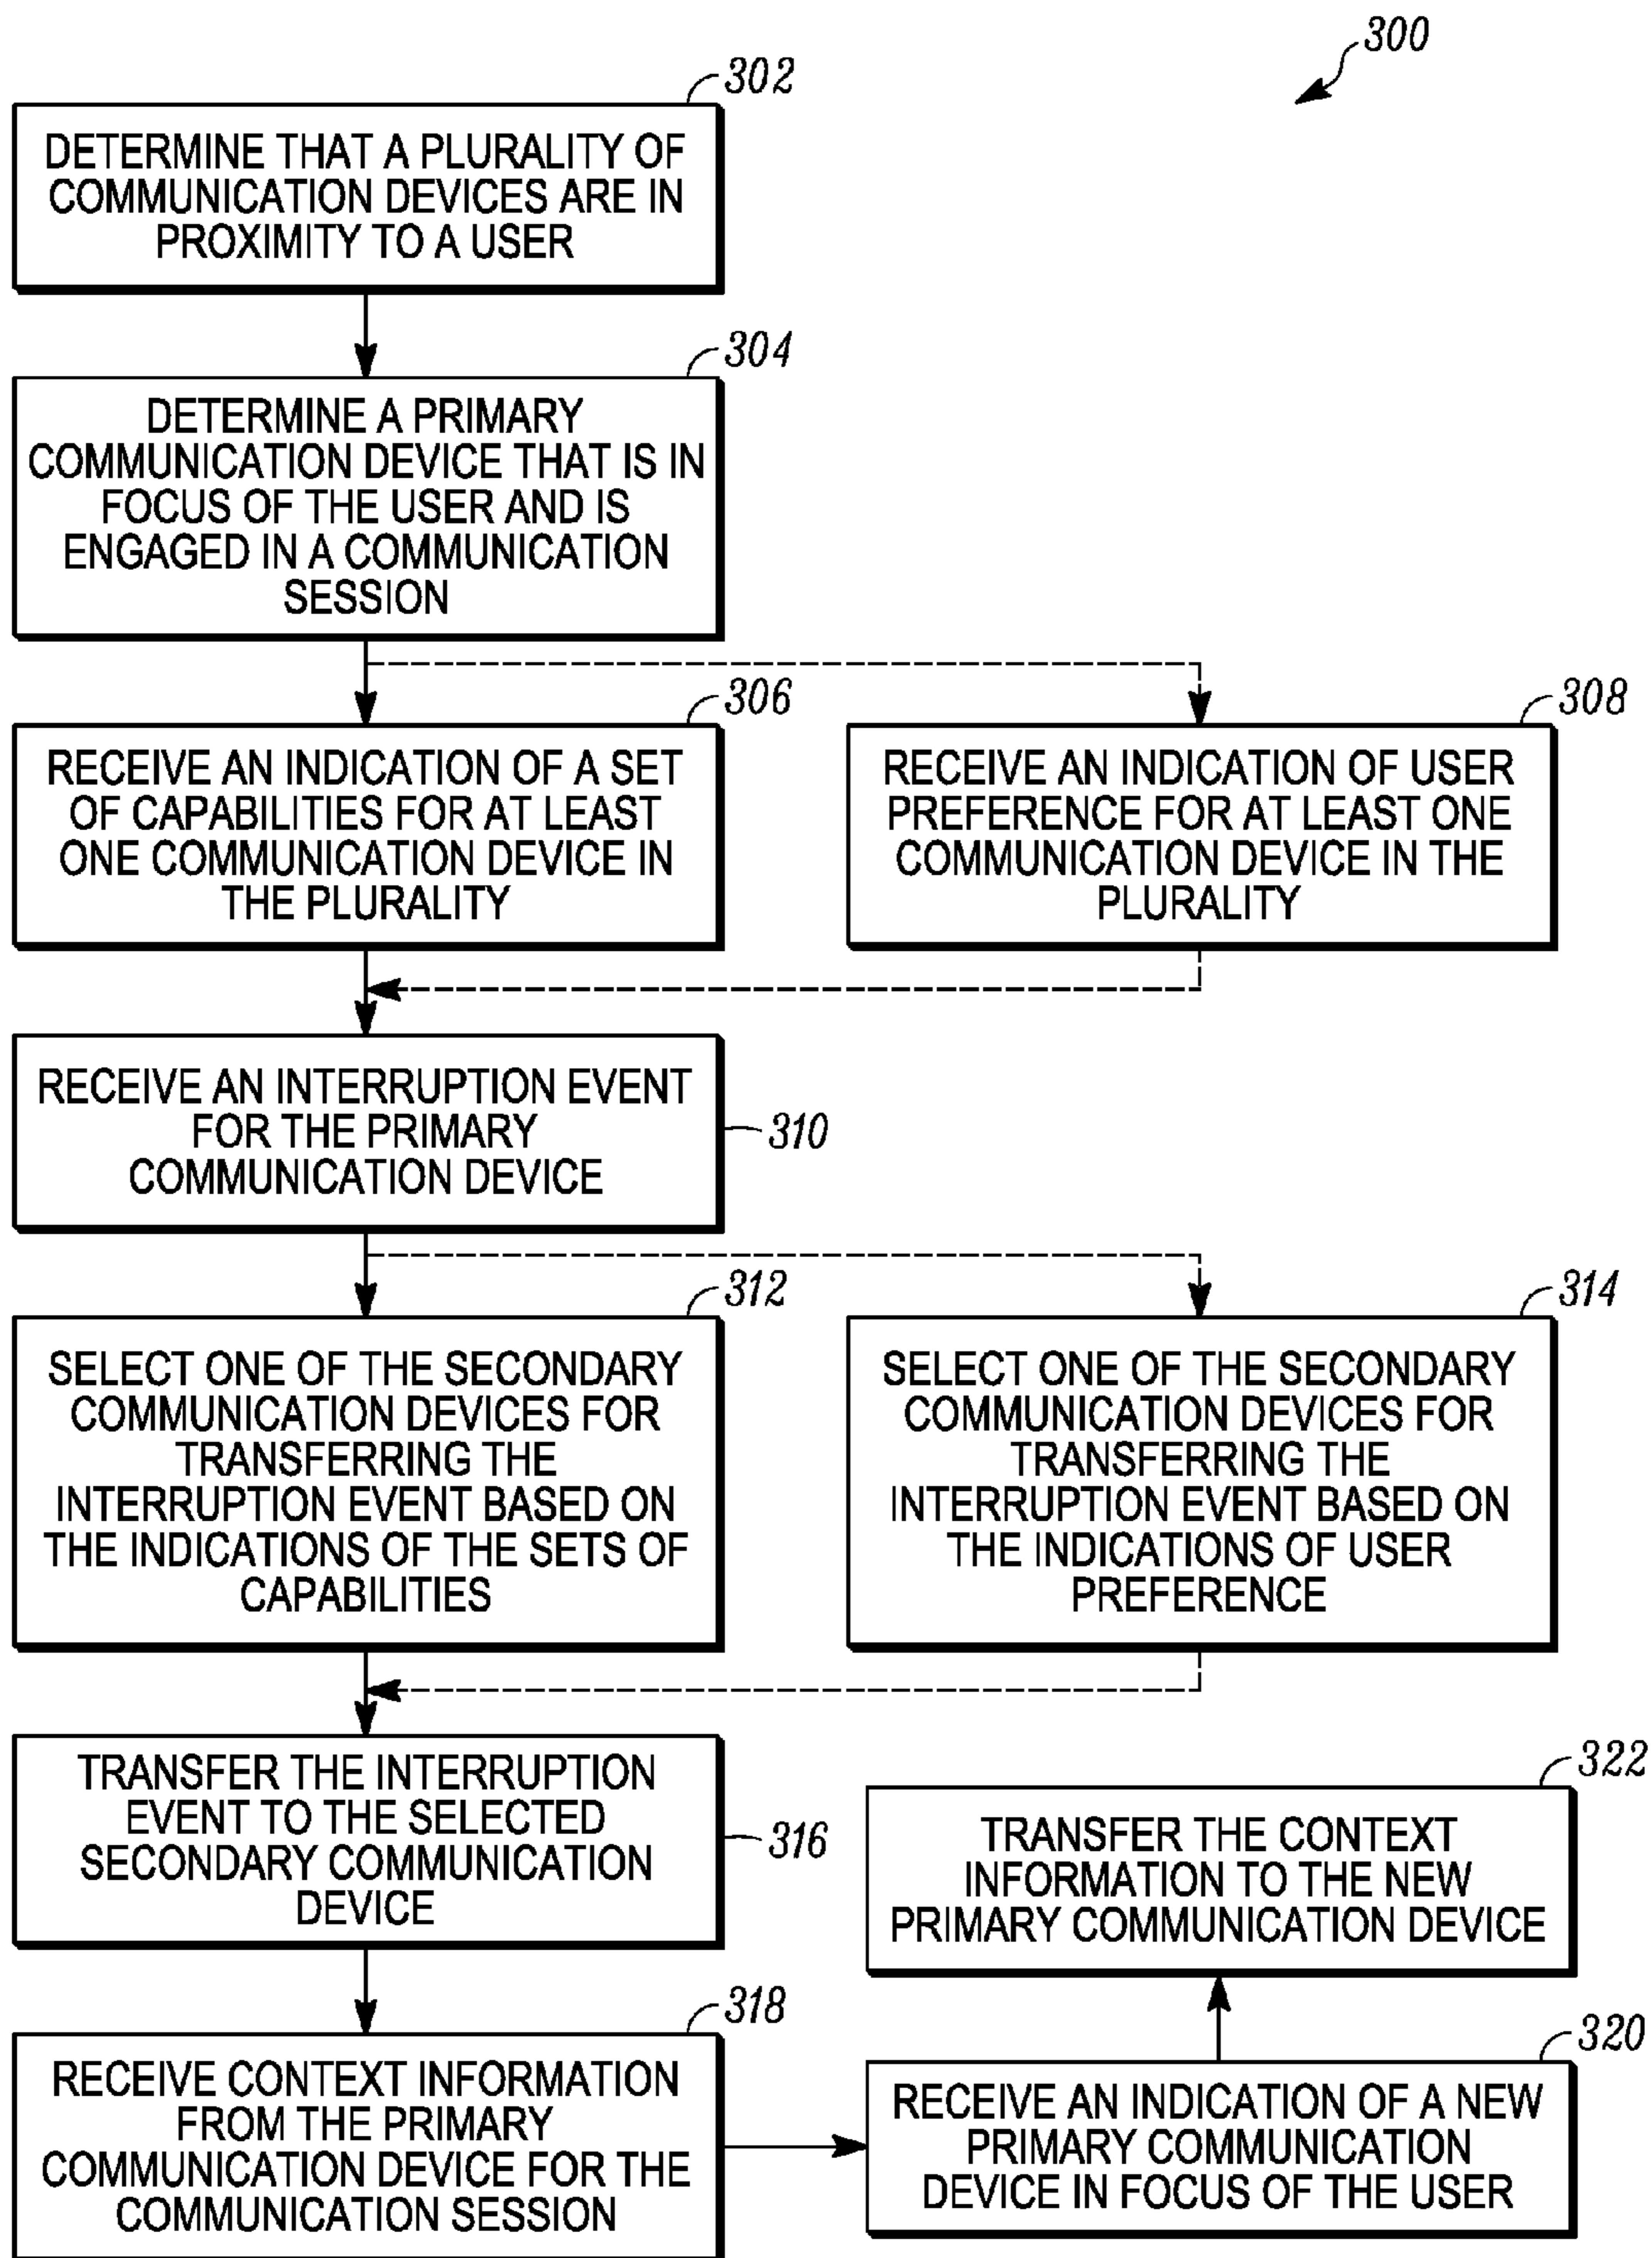 300
302
DETERMINE THAT A PLURALITY OF
COMMUNICATION DEVICES ARE IN
PROXIMITY TO A USER
304
DETERMINE A PRIMARY
COMMUNICATION DEVICE THAT IS IN
FOCUS OF THE USER AND IS
ENGAGED IN A COMMUNICATION
SESSION
306
RECEIVE AN INDICATION OF A SET
OF CAPABILITIES FOR AT LEAST
ONE COMMUNICATION DEVICE IN
THE PLURALITY
308
RECEIVE AN INDICATION OF USER
PREFERENCE FOR AT LEAST ONE
COMMUNICATION DEVICE IN THE
PLURALITY
RECEIVE AN INTERRUPTION EVENT
FOR THE PRIMARY
COMMUNICATION DEVICE
310
312
SELECT ONE OF THE SECONDARY
COMMUNICATION DEVICES FOR
TRANSFERRING THE
INTERRUPTION EVENT BASED ON
THE INDICATIONS OF THE SETS OF
CAPABILITIES
314
SELECT ONE OF THE SECONDARY
COMMUNICATION DEVICES FOR
TRANSFERRING THE
INTERRUPTION EVENT BASED ON
THE INDICATIONS OF USER
PREFERENCE
TRANSFER THE INTERRUPTION
EVENT TO THE SELECTED
SECONDARY COMMUNICATION
DEVICE
316
318
RECEIVE CONTEXT INFORMATION
FROM THE PRIMARY
COMMUNICATION DEVICE FOR THE
COMMUNICATION SESSION
320
RECEIVE AN INDICATION OF A NEW
PRIMARY COMMUNICATION
DEVICE IN FOCUS OF THE USER
322
TRANSFER THE CONTEXT
INFORMATION TO THE NEW
PRIMARY COMMUNICATION DEVICE